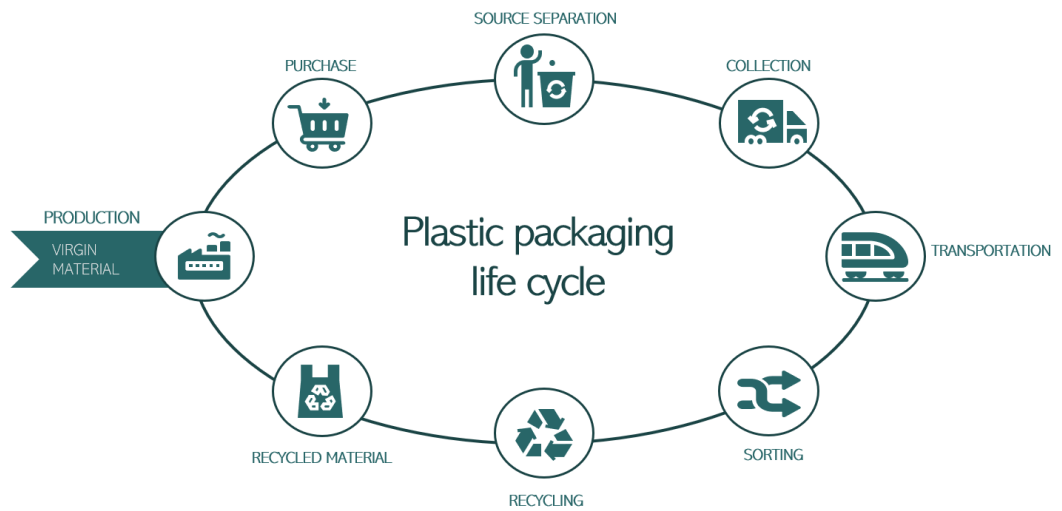 SOURCE SEPARATION
PURCHASE
COLLECTION
PRODUCTION
VIRGIN
MATERIAL
Plastic packaging
life cycle
TRANSPORTATION
RECYCLED MATERIAL
SORTING
RECYCLING